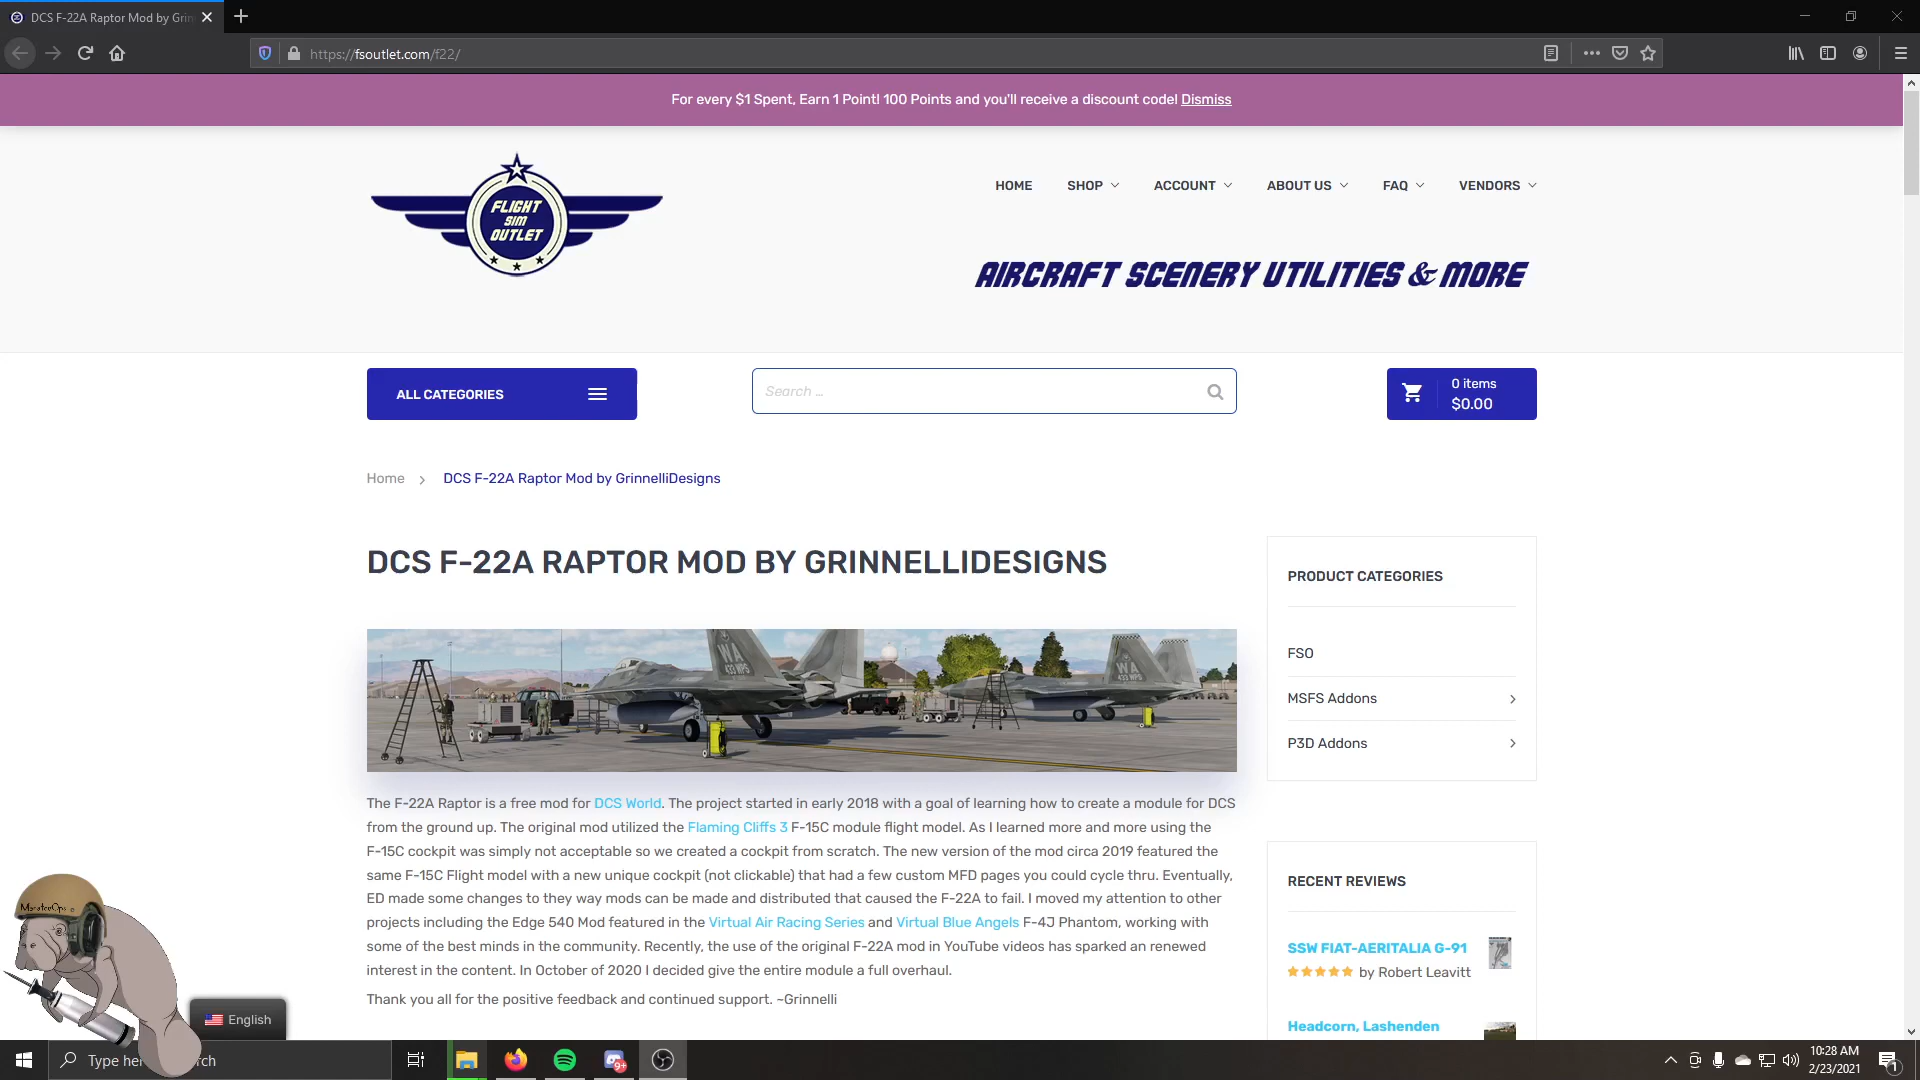 DCS F-22A Raptor Mod by Grin
https://fsoutlet.com/f22/
For every $1 Spent, Earn 1 Point! 100 Points and you'll receive a discount code! Dismiss
FLIGHT
SIM
OUTLET
HOME SHOP ACCOUNT ABOUT US FAQ VENDORS
AIRCRAFT SCENERY UTILITIES & MORE
ALL CATEGORIES
Search ...
0 items
$0.00
Home > DCS F-22A Raptor Mod by GrinnelliDesigns
DCS F-22A RAPTOR MOD BY GRINNELLIDESIGNS
WA
433 WPS
WA
433 WPS
The F-22A Raptor is a free mod for DCS World. The project started in early 2018 with a goal of learning how to create a module for DCS
from the ground up. The original mod utilized the Flaming Cliffs 3 F-15C module flight model. As I learned more and more using the
F-15C cockpit was simply not acceptable so we created a cockpit from scratch. The new version of the mod circa 2019 featured the
same F-15C Flight model with a new unique cockpit (not clickable) that had a few custom MFD pages you could cycle thru. Eventually,
ED made some changes to they way mods can be made and distributed that caused the F-22A to fail. I moved my attention to other
projects including the Edge 540 Mod featured in the Virtual Air Racing Series and Virtual Blue Angels F-4J Phantom, working with
some of the best minds in the community. Recently, the use of the original F-22A mod in YouTube videos has sparked an renewed
interest in the content. In October of 2020 I decided give the entire module a full overhaul.
Thank you all for the positive feedback and continued support. ~Grinnelli
PRODUCT CATEGORIES
FSO
MSFS Addons
P3D Addons
RECENT REVIEWS
SSW FIAT-AERITALIA G-91
by Robert Leavitt
Headcorn, Lashenden
ManateeOps
English
Type here search
9+
10:28 AM
2/23/2021
1